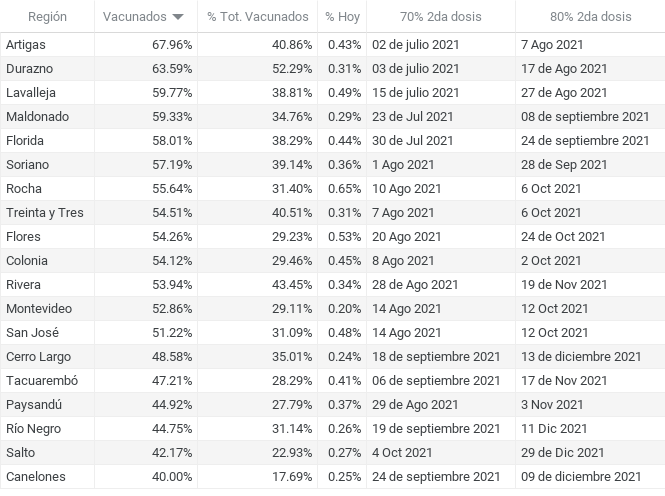 Región Vacunados % Tot. Vacunados % Hoy 70% 2da dosis 80% 2da dosis
Artigas 67.96% 40.86% 0.43% 02 de julio 2021 7 Ago 2021
Durazno 63.59% 52.29% 0.31% 03 de julio 2021 17 de Ago 2021
Lavalleja 59.77% 38.81% 0.49% 15 de julio 2021 27 de Ago 2021
Maldonado 59.33% 34.76% 0.29% 23 de Jul 2021 08 de septiembre 2021
Florida 58.01% 38.29% 0.44% 30 de Jul 2021 24 de septiembre 2021
Soriano 57.19% 39.14% 0.36% 1 Ago 2021 28 de Sep 2021
Rocha 55.64% 31.40% 0.65% 10 Ago 2021 6 Oct 2021
Treinta y Tres 54.51% 40.51% 0.31% 7 Ago 2021 6 Oct 2021
Flores 54.26% 29.23% 0.53% 20 Ago 2021 24 de Oct 2021
Colonia 54.12% 29.46% 0.45% 8 Ago 2021 2 Oct 2021
Rivera 53.94% 43.45% 0.34% 28 de Ago 2021 19 de Nov 2021
Montevideo 52.86% 29.11% 0.20% 14 Ago 2021 12 Oct 2021
San José 51.22% 31.09% 0.48% 14 Ago 2021 12 Oct 2021
Cerro Largo 48.58% 35.01% 0.24% 18 de septiembre 2021 13 de diciembre 2021
Tacuarembó 47.21% 28.29% 0.41% 06 de septiembre 2021 17 de Nov 2021
Paysandú 44.92% 27.79% 0.37% 29 de Ago 2021 3 Nov 2021
Río Negro 44.75% 31.14% 0.26% 19 de septiembre 2021 11 Dic 2021
Salto 42.17% 22.93% 0.27% 4 Oct 2021 29 de Dic 2021
Canelones 40.00% 17.69% 0.25% 24 de septiembre 2021 09 de diciembre 2021